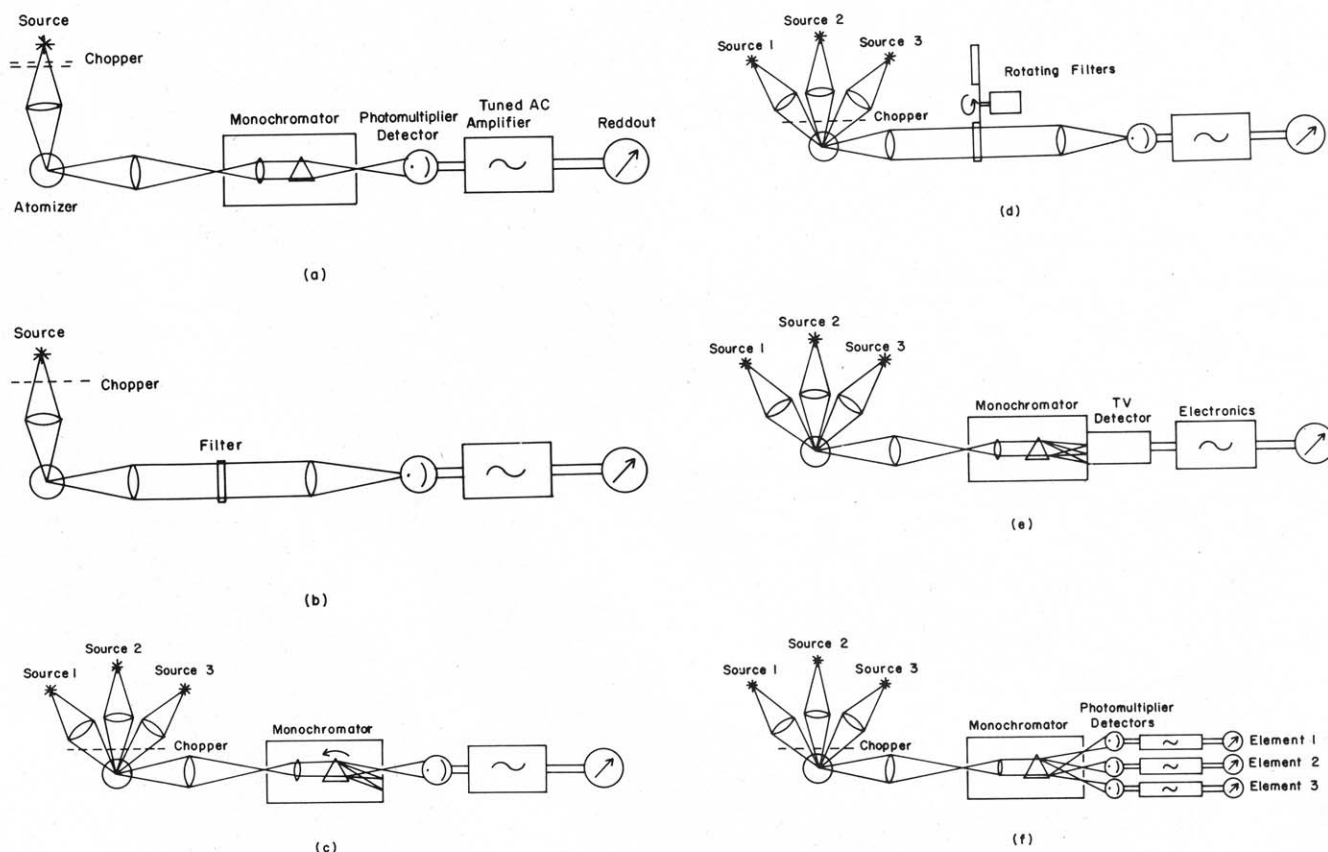 Source
Chopper
Monochromator
Photomultiplier
Detector
Tuned AC
Amplifier
Reddout
Atomizer
(a)
Source
Chopper
Filter
(b)
Source 2
Source 1
Source 3
Chopper
Monochromator
(c)
Source 2
Source 1
Source 3
Rotating Filters
Chopper
(d)
Source 2
Source 1
Source 3
Monochromator
TV
Detector
Electronics
(e)
Source 2
Source 1
Source 3
Chopper
Monochromator
Photomultiplier
Detectors
Element 1
Element 2
Element 3
(f)